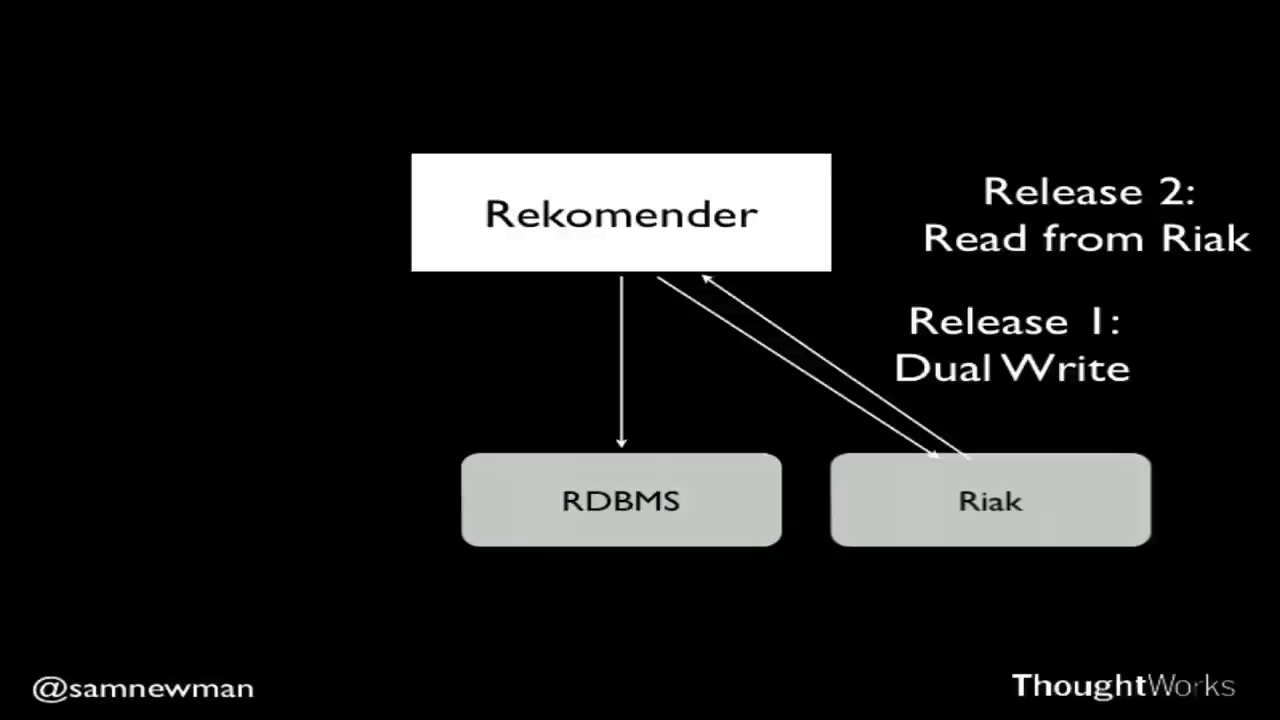 Rekomender
Release 2:
Read from Riak
Release 1:
Dual Write
RDBMS
Riak
@samnewman
ThoughtWorks